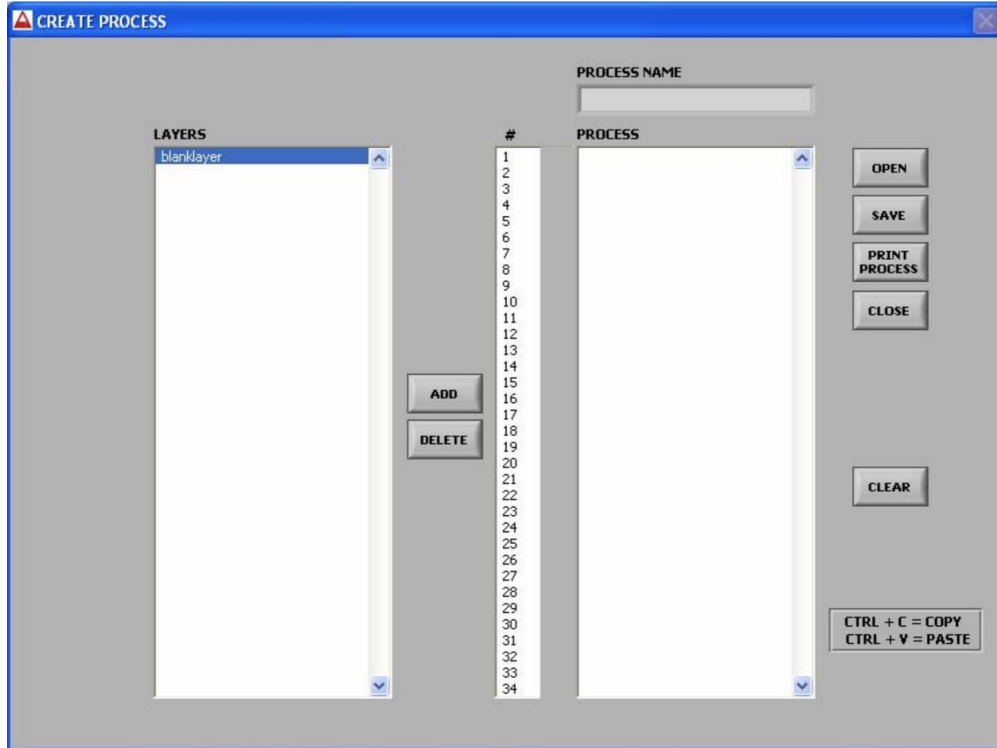 CREATE PROCESS
PROCESS NAME
LAYERS
#
PROCESS
blanklayer
1
2
3
4
5
6
7
8
9
10
11
12
13
14
15
16
17
18
19
20
21
22
23
24
25
26
27
28
29
30
31
32
33
34
ADD
DELETE
OPEN
SAVE
PRINT
PROCESS
CLOSE
CLEAR
CTRL + C = COPY
CTRL + V = PASTE